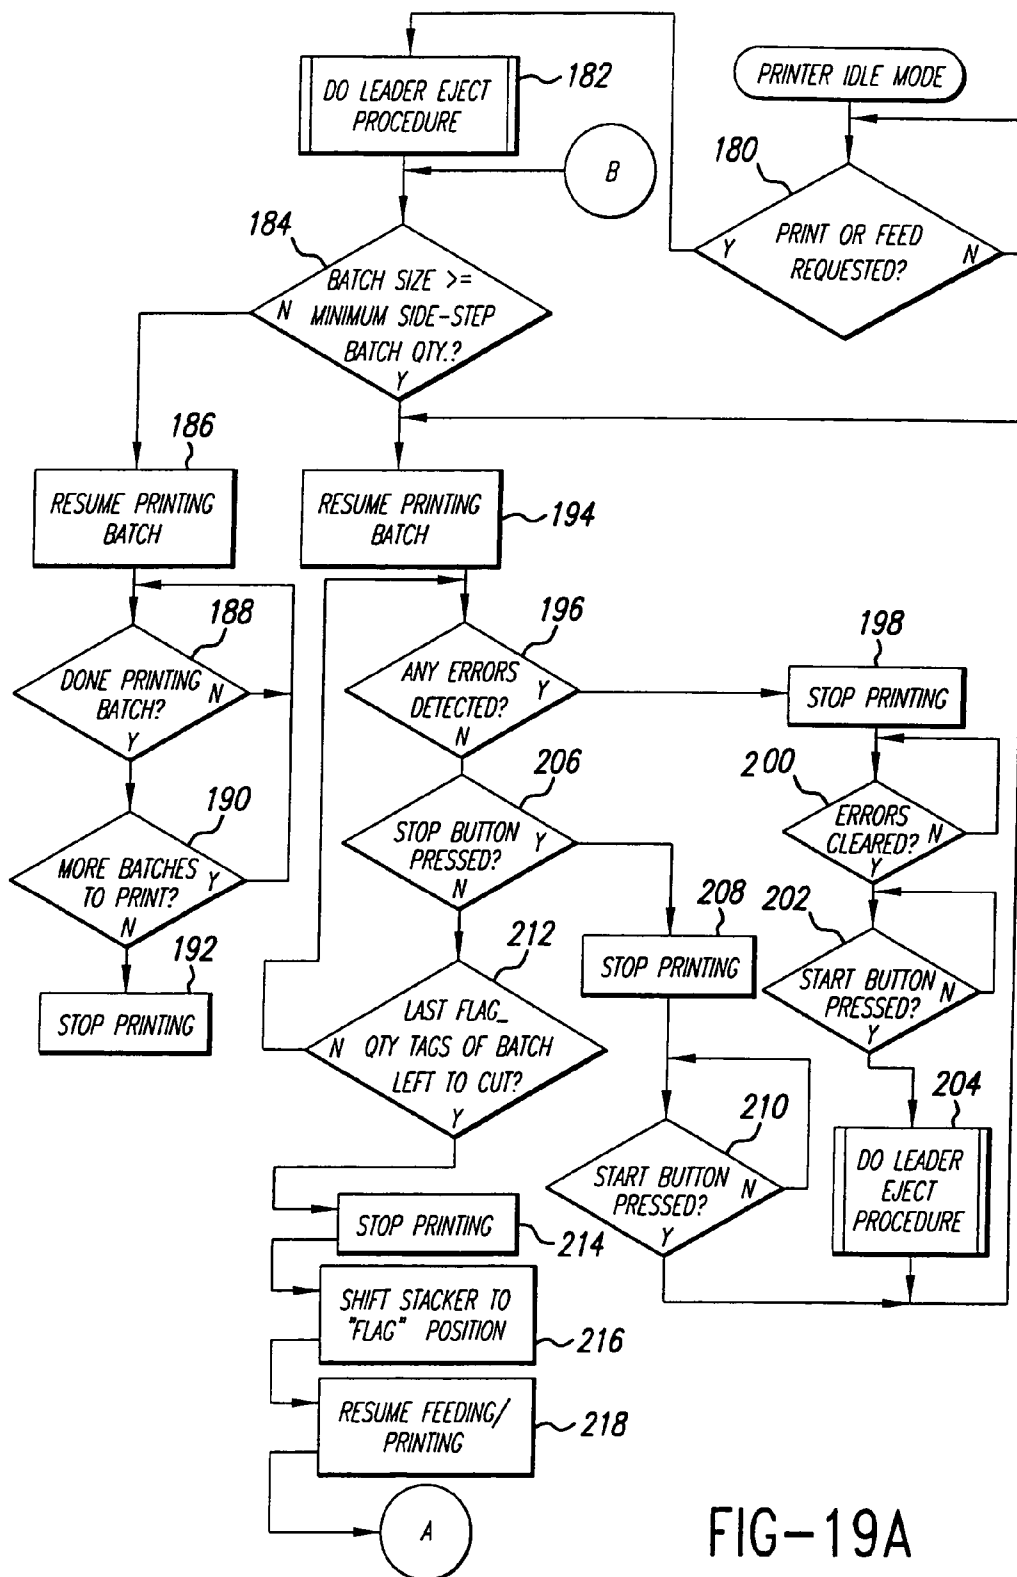 DO LEADER EJECT
PROCEDURE
182
PRINTER IDLE MODE
B
180
PRINT OR FEED
REQUESTED?
Y
N
184
BATCH SIZE >=
MINIMUM SIDE-STEP
BATCH QTY.?
N
Y
186
RESUME PRINTING
BATCH
RESUME PRINTING
BATCH
194
188
DONE PRINTING
BATCH?
N
Y
196
ANY ERRORS
DETECTED?
Y
N
198
STOP PRINTING
200
ERRORS
CLEARED?
N
Y
190
MORE BATCHES
TO PRINT?
Y
N
206
STOP BUTTON
PRESSED?
Y
N
202
START BUTTON
PRESSED?
N
Y
192
STOP PRINTING
208
STOP PRINTING
212
LAST FLAG_
QTY TAGS OF BATCH
LEFT TO CUT?
N
Y
210
START BUTTON
PRESSED?
N
Y
204
DO LEADER
EJECT
PROCEDURE
STOP PRINTING
214
SHIFT STACKER TO
"FLAG" POSITION
216
RESUME FEEDING/
PRINTING
218
A
FIG-19A